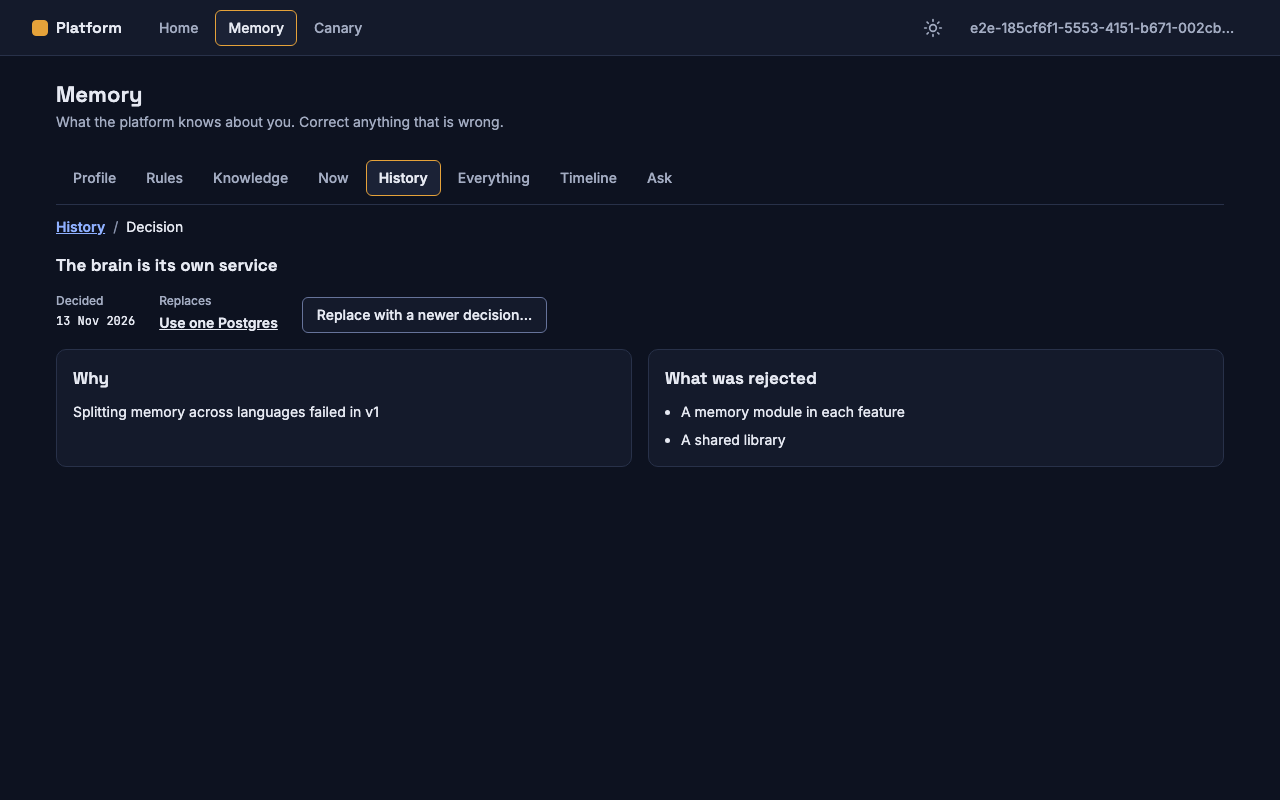 Platform
Home
Memory
Canary
e2e-185cf6f1-5553-4151-b671-002cb...
Memory
What the platform knows about you. Correct anything that is wrong.
Profile
Rules
Knowledge
Now
History
Everything
Timeline
Ask
History / Decision
The brain is its own service
Decided
13 Nov 2026
Replaces
Use one Postgres
Replace with a newer decision...
Why
Splitting memory across languages failed in v1
What was rejected
• A memory module in each feature
• A shared library